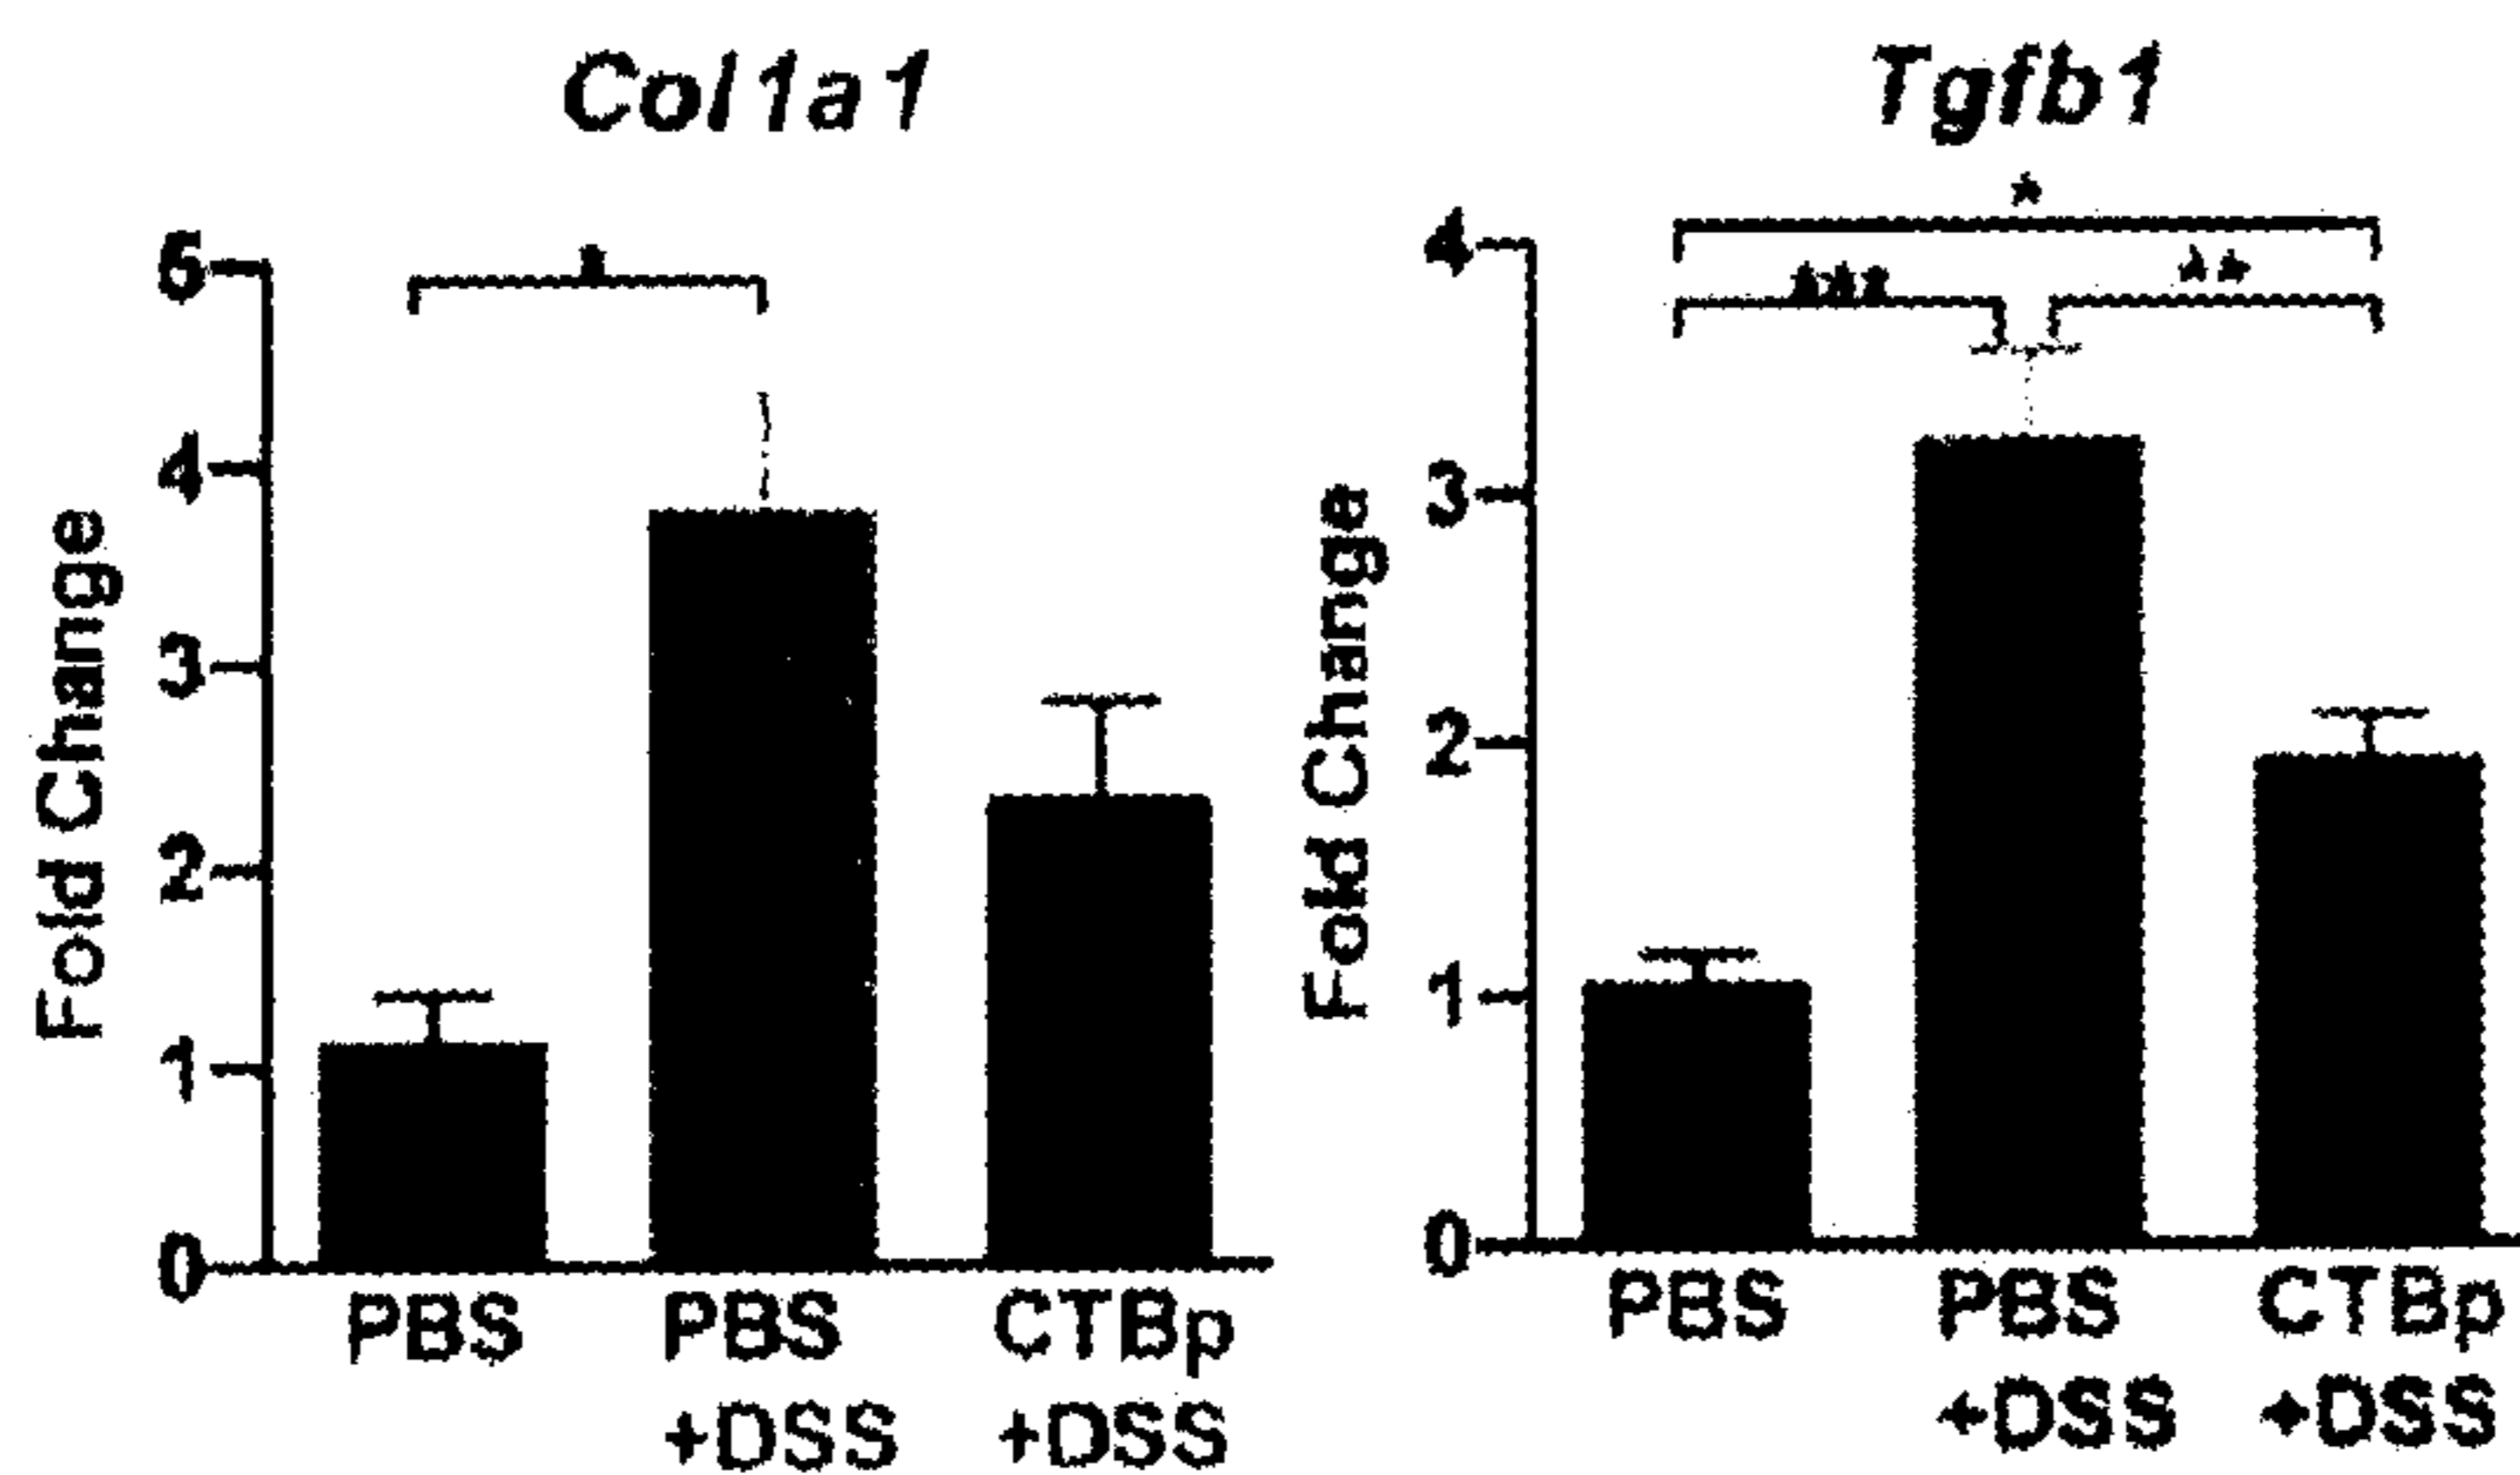 Col1a1
*
5
4
3
2
1
0
Fold Change
PBS
PBS
+DSS
CTBp
+DSS
Tgfb1
*
*** **
4
3
2
1
0
Fold Change
PBS
PBS
+DSS
CTBp
+DSS